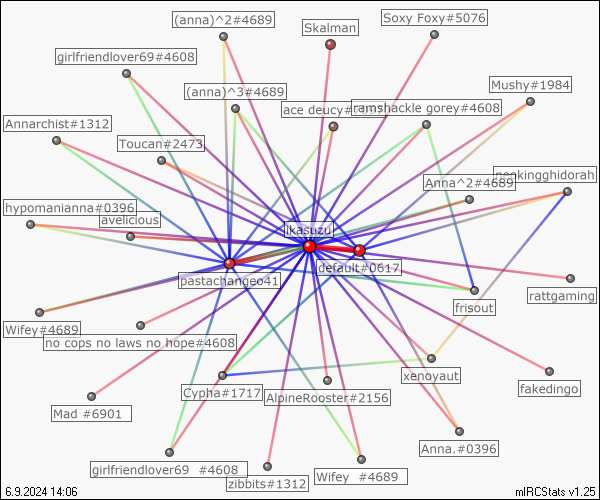 (anna)^2#4689
Skalman
Soxy Foxy#5076
girlfriendlover69#4608
(anna)^3#4689
Mushy#1984
ace deucy#
ramshackle gorey#4608
Annarchist#1312
Toucan#2473
Anna^2#4689
hypomanianna#0396
avelicious
ikasuzu
pastachangeo41
default#0617
frisout
rattgaming
Wifey#4689
no cops no laws no hope#4608
xenoyaut
fakedingo
Cypha#1717
AlpineRooster#2156
Mad #6901
Anna.#0396
girlfriendlover69 #4608
zibbits#1312
Wifey #4689
6.9.2024 14:06
mIRCStats v1.25